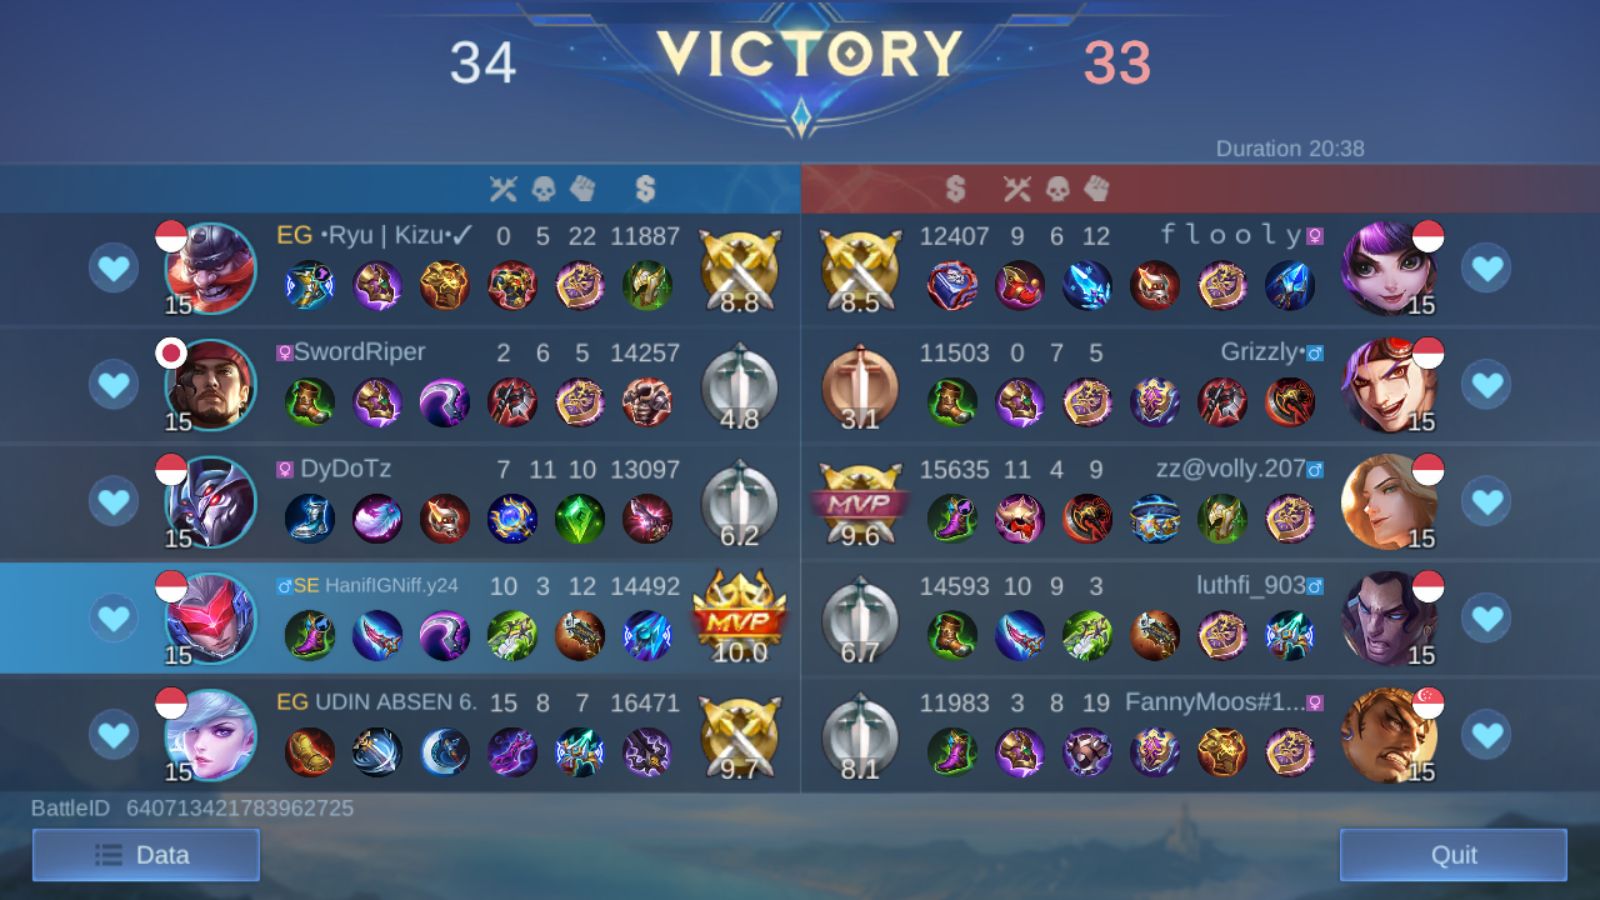 34 VICTORY 33
Duration 20:38
EG •Ryu | Kizu•✓ 0 5 22 11887 8.8 15
8.5 12407 9 6 12 f l o o l y 15
SwordRiper 2 6 5 14257 4.8 15
3.1 11503 0 7 5 Grizzly• 15
DyDoTz 7 11 10 13097 6.2 15
MVP 9.6 15635 11 4 9 zz@volly.207 15
SE HanifIGNiff.y24 10 3 12 14492 MVP 10.0 15
6.7 14593 10 9 3 luthfi_903 15
EG UDIN ABSEN 6. 15 8 7 16471 9.7 15
8.1 11983 3 8 19 FannyMoos#1... 15
BattleID 640713421783962725
Data
Quit